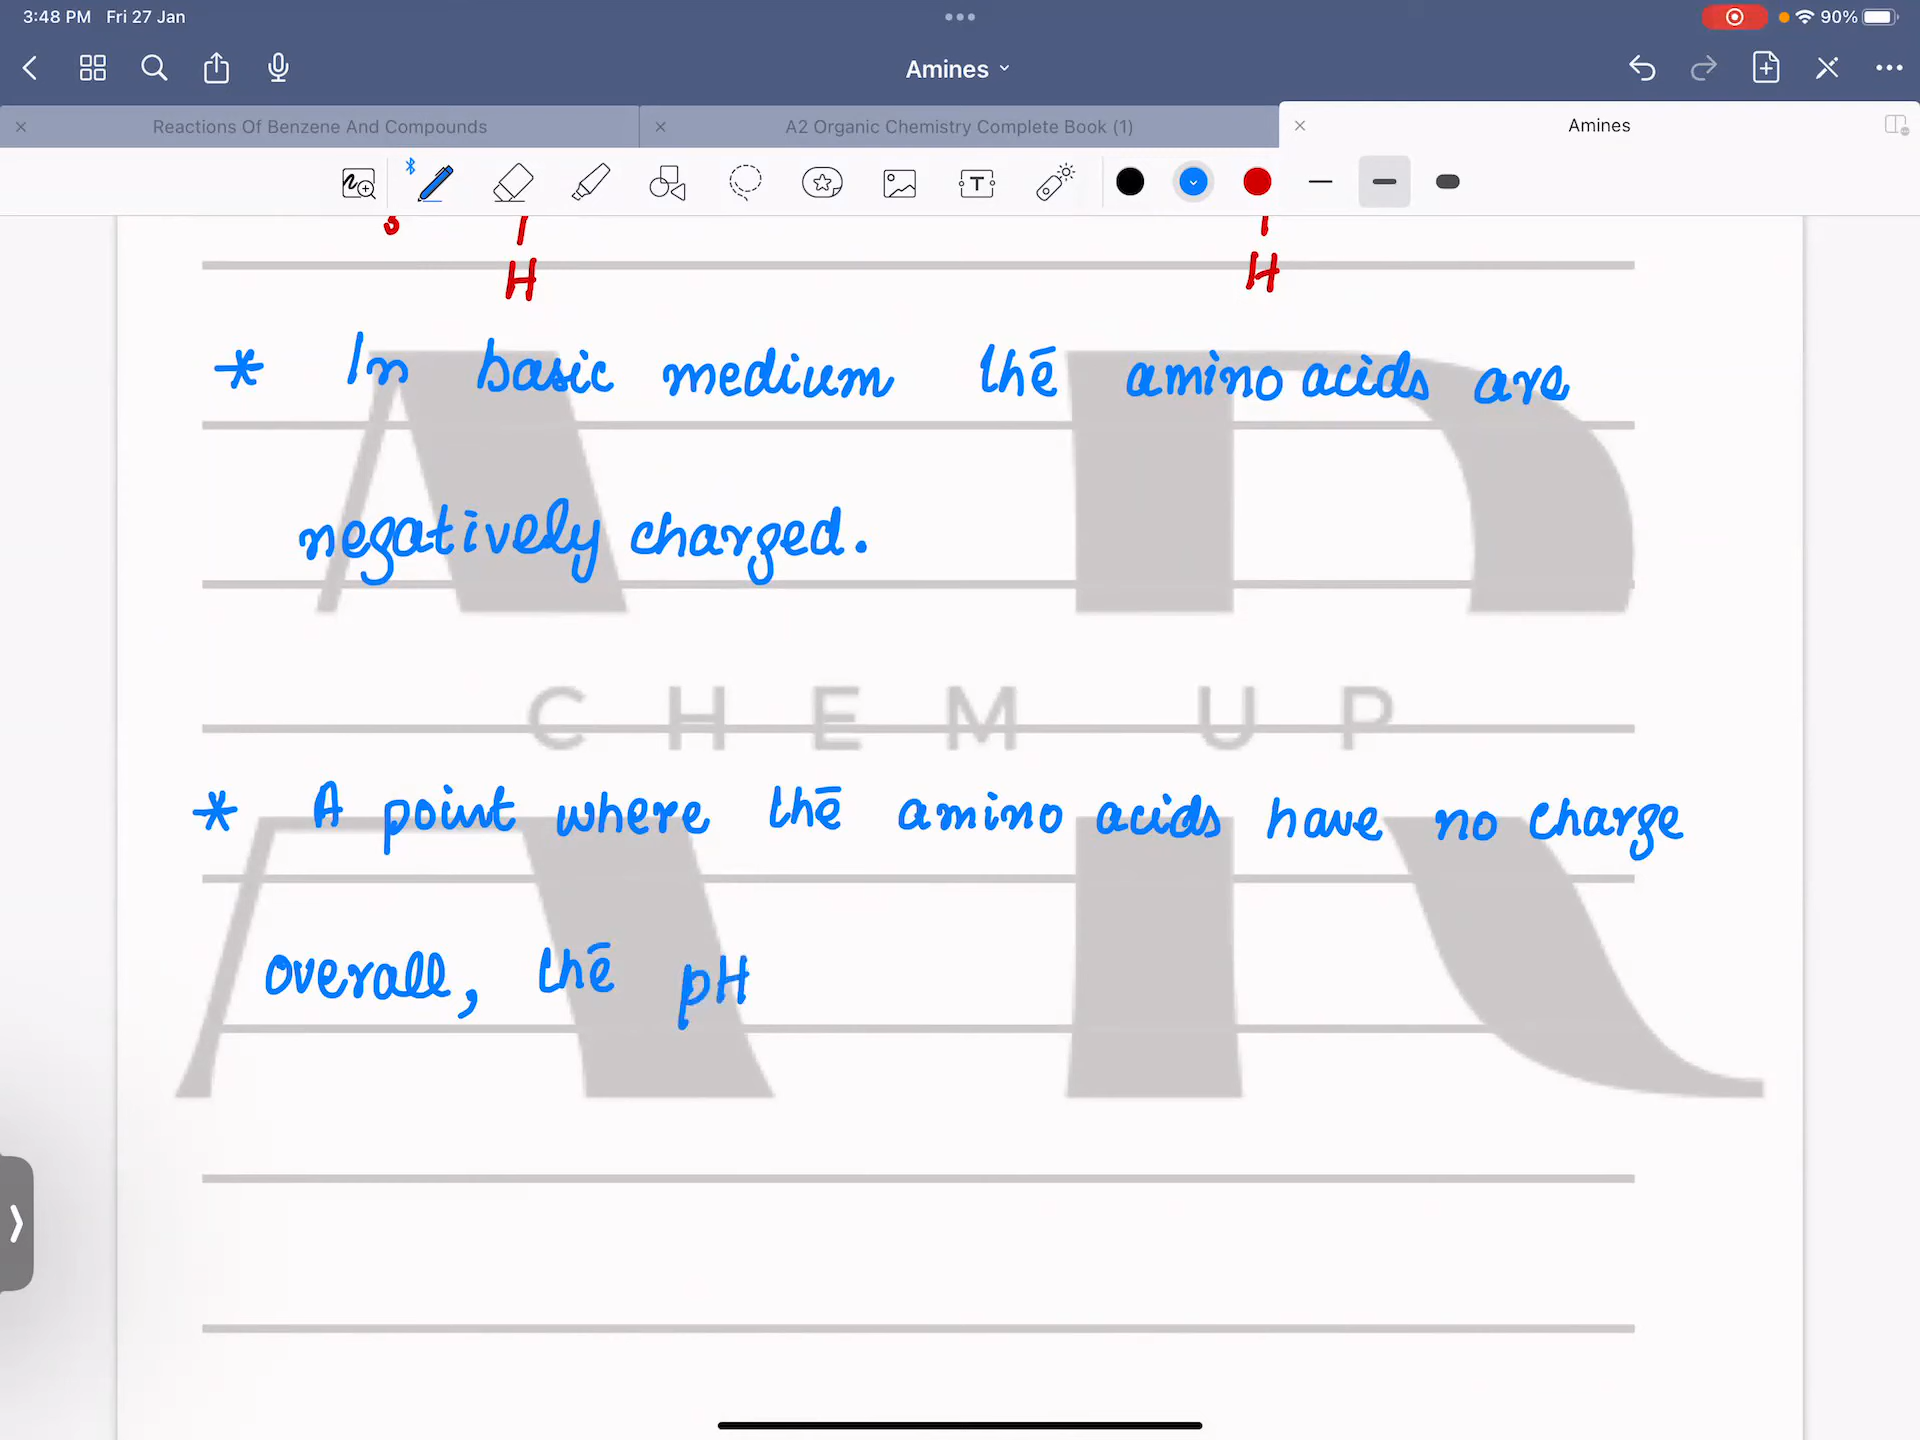 3:48 PM Fri 27 Jan
90%
Amines
Reactions Of Benzene And Compounds
A2 Organic Chemistry Complete Book (1)
Amines
T
3
H
H
* In basic medium the amino acids are
negatively charged.
CHEM UP
* A point where the amino acids have no charge
overall, the pH